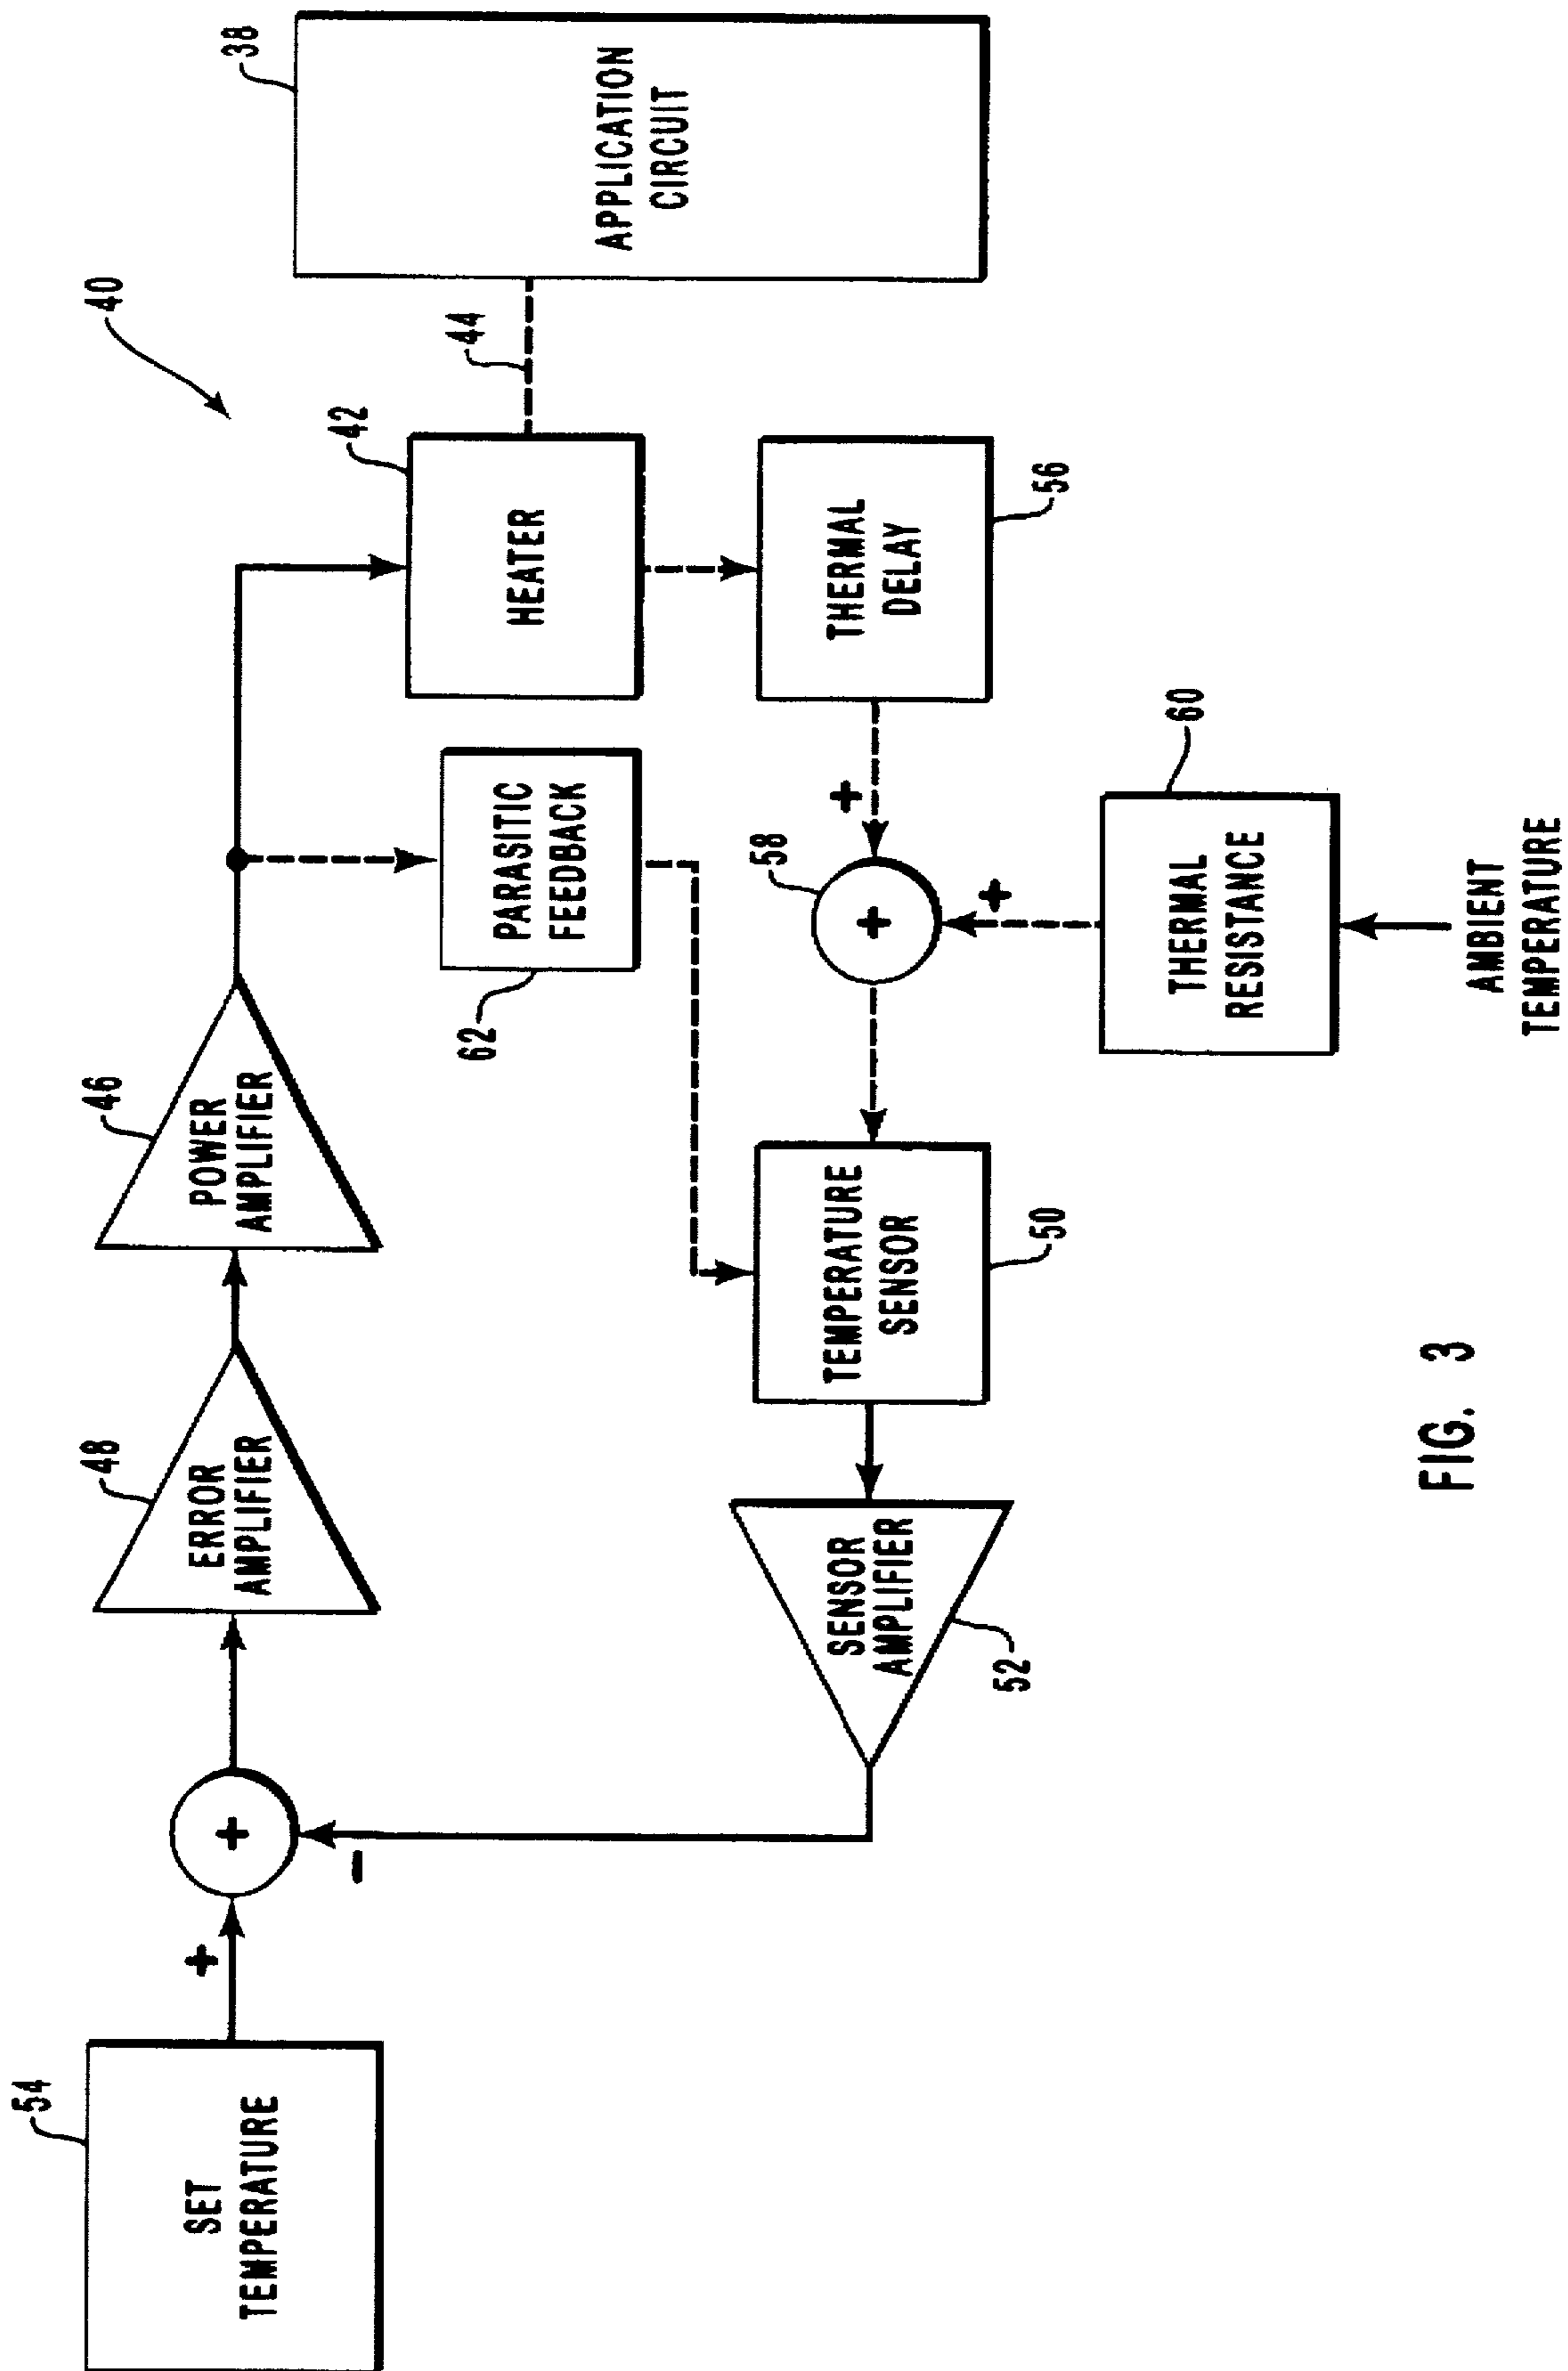 40
54
SET
TEMPERATURE
+
+
-
48
ERROR
AMPLIFIER
46
POWER
AMPLIFIER
42
HEATER
44
38
APPLICATION
CIRCUIT
62
PARASITIC
FEEDBACK
52
SENSOR
AMPLIFIER
50
TEMPERATURE
SENSOR
58
+
+
+
56
THERMAL
DELAY
60
THERMAL
RESISTANCE
AMBIENT
TEMPERATURE
FIG. 3